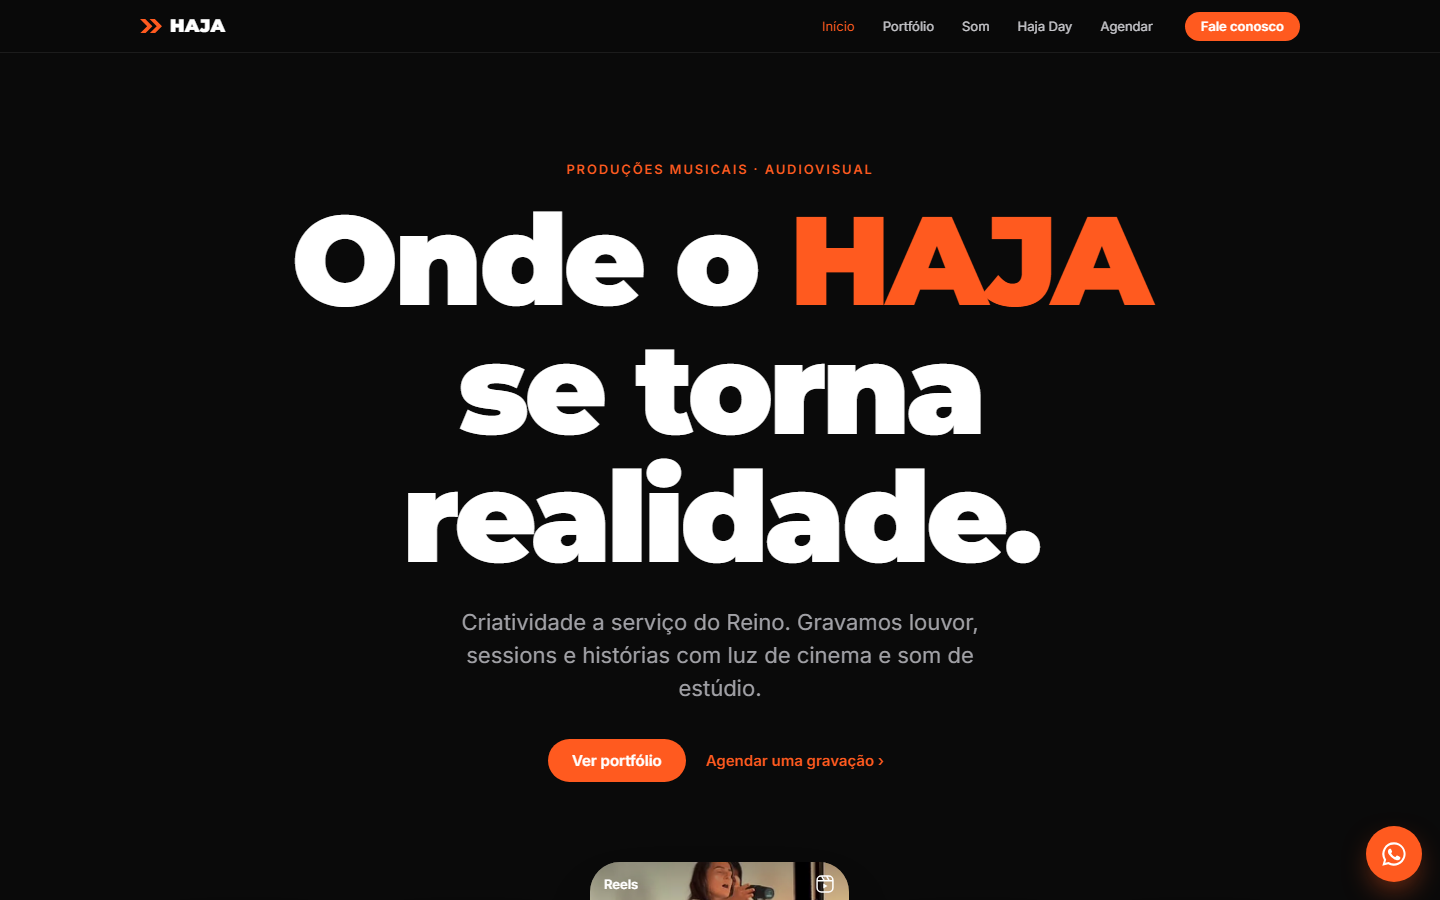 HAJA
Início
Portfólio
Som
Haja Day
Agendar
Fale conosco
PRODUÇÕES MUSICAIS · AUDIOVISUAL
Onde o HAJA
se torna
realidade.
Criatividade a serviço do Reino. Gravamos louvor,
sessions e histórias com luz de cinema e som de
estúdio.
Ver portfólio
Agendar uma gravação ›
Reels